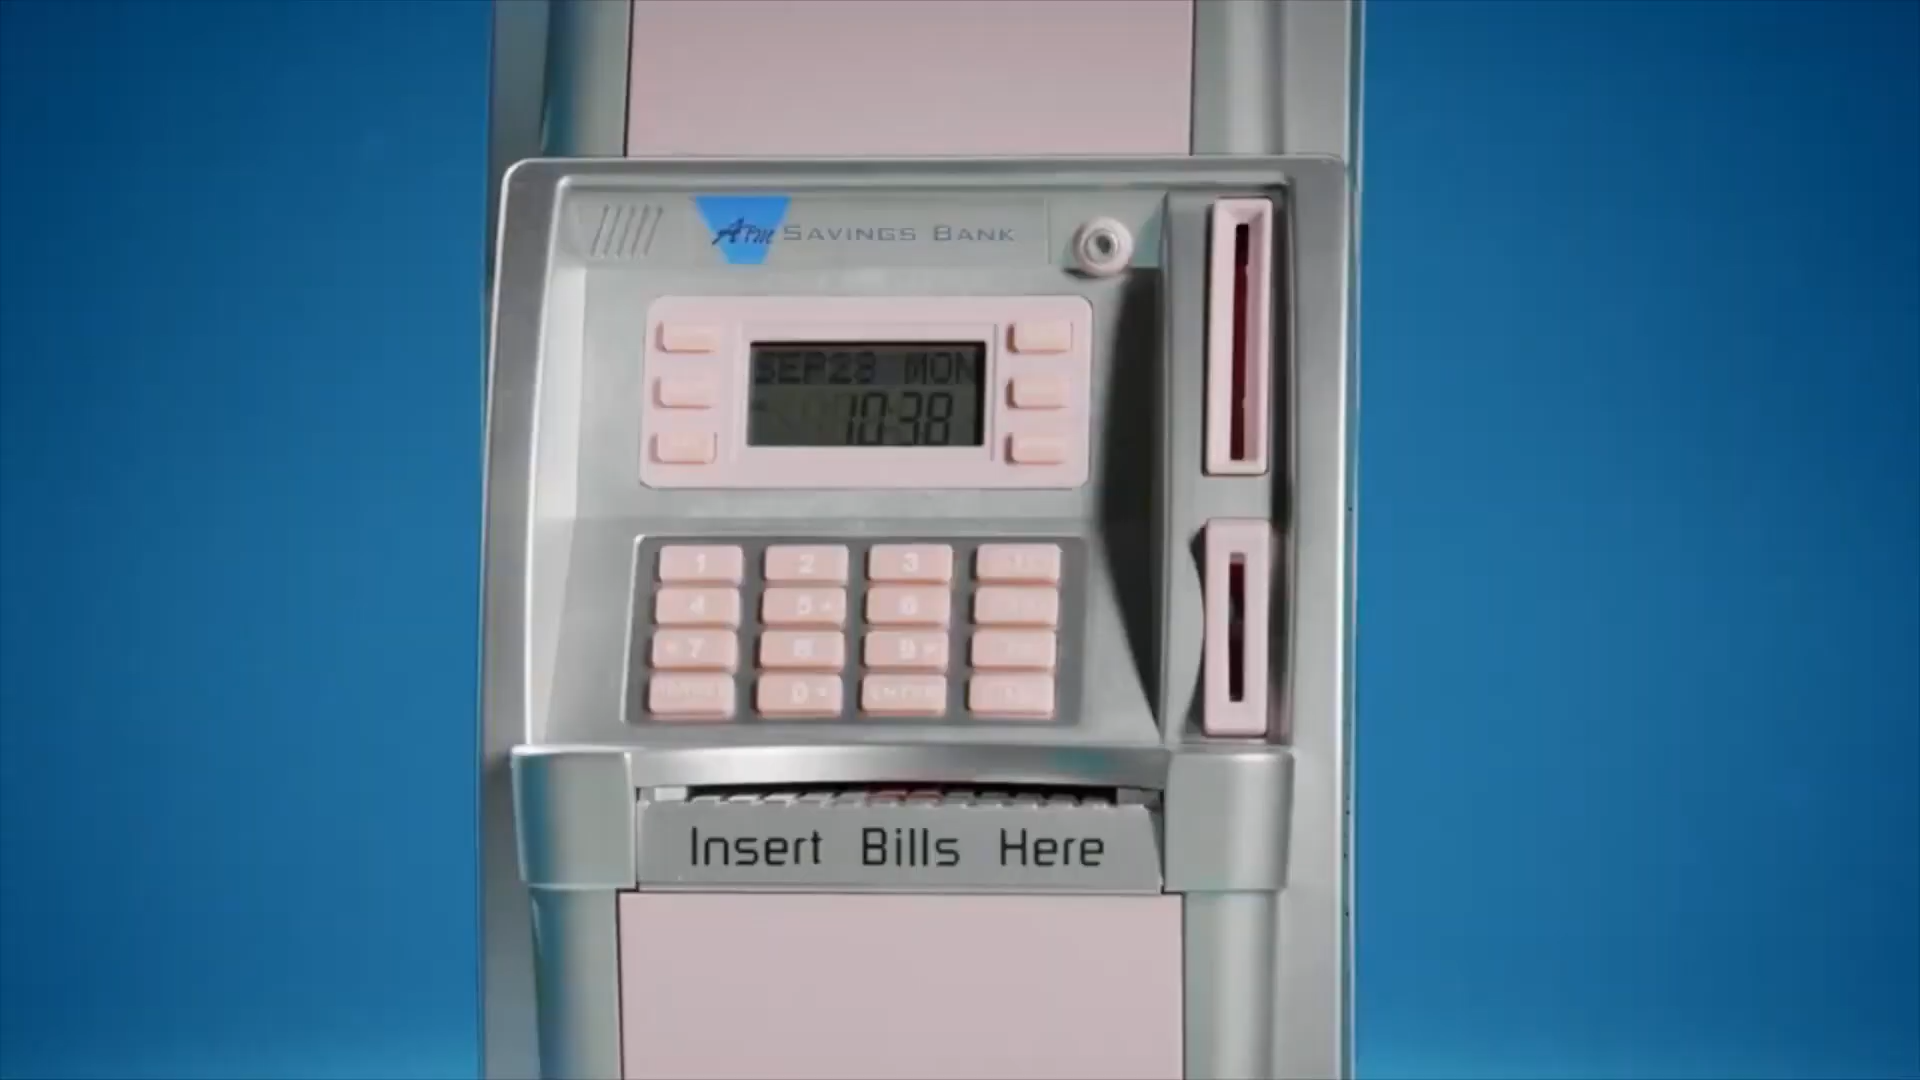 ATM SAVINGS BANK
SEP28 MON
10:38
1 2 3
4 5 6
7 8 9
0 ENTER
Insert Bills Here